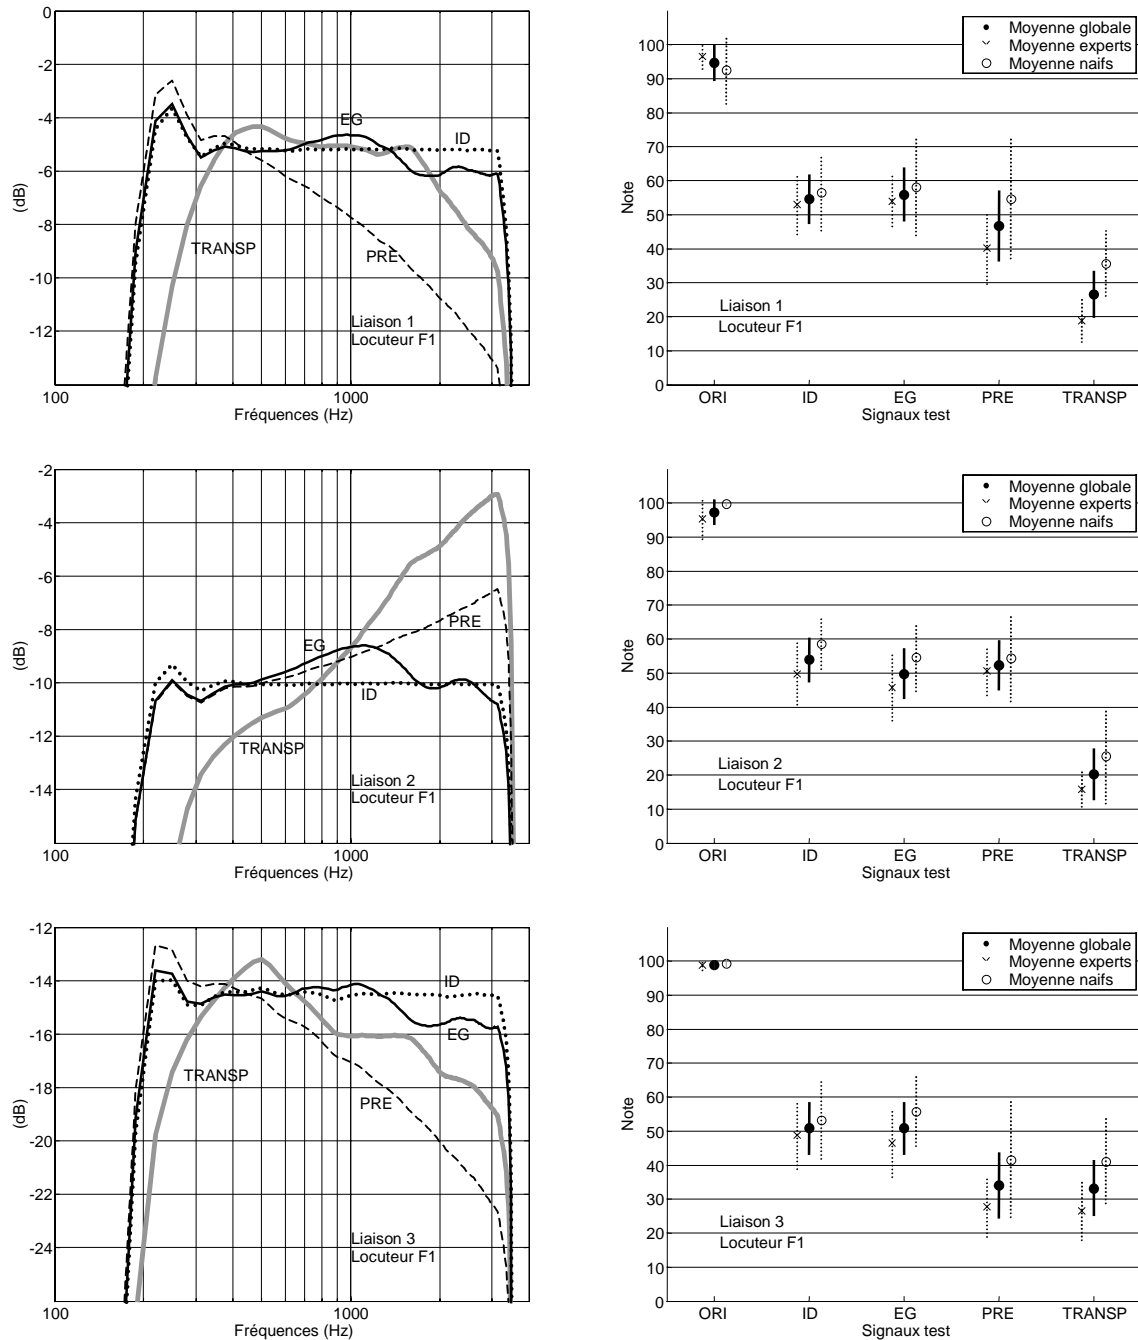 0
-2
-4
-6
-8
-10
-12
(dB)
EG
ID
TRANSP
PRE
Liaison 1
Locuteur F1
100
1000
Fréquences (Hz)
100
90
80
70
60
50
40
30
20
10
0
Note
Moyenne globale
Moyenne experts
Moyenne naifs
Liaison 1
Locuteur F1
ORI ID EG PRE TRANSP
Signaux test
-2
-4
-6
-8
-10
-12
-14
(dB)
EG
PRE
ID
TRANSP
Liaison 2
Locuteur F1
100
1000
Fréquences (Hz)
100
90
80
70
60
50
40
30
20
10
0
Note
Moyenne globale
Moyenne experts
Moyenne naifs
Liaison 2
Locuteur F1
ORI ID EG PRE TRANSP
Signaux test
-12
-14
-16
-18
-20
-22
-24
(dB)
ID
EG
TRANSP
PRE
Liaison 3
Locuteur F1
100
1000
Fréquences (Hz)
100
90
80
70
60
50
40
30
20
10
0
Note
Moyenne globale
Moyenne experts
Moyenne naifs
Liaison 3
Locuteur F1
ORI ID EG PRE TRANSP
Signaux test